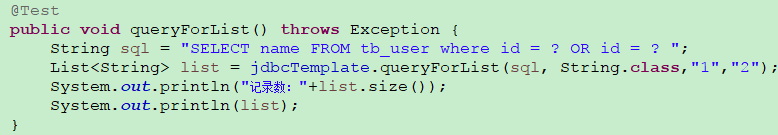 @Test
public void queryForList() throws Exception {
    String sql = "SELECT name FROM tb_user where id = ? OR id = ? ";
    List<String> list = jdbcTemplate.queryForList(sql, String.class,"1","2");
    System.out.println("记录数："+list.size());
    System.out.println(list);
}